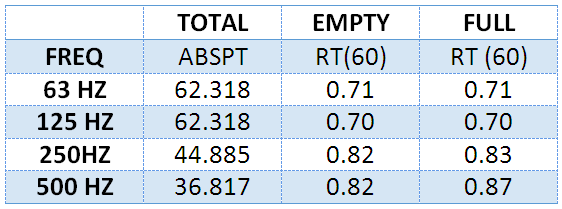 TOTAL EMPTY FULL
FREQ ABSPT RT(60) RT (60)
63 HZ 62.318 0.71 0.71
125 HZ 62.318 0.70 0.70
250HZ 44.885 0.82 0.83
500 HZ 36.817 0.82 0.87